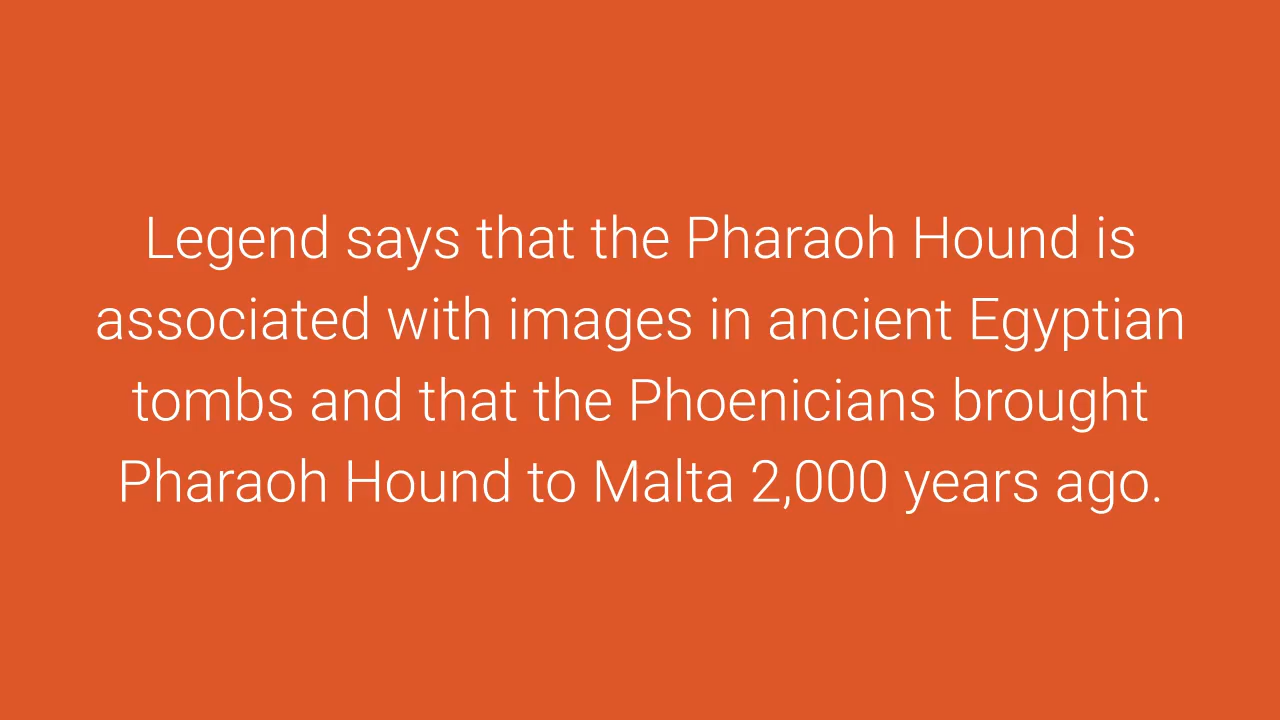 Legend says that the Pharaoh Hound is
associated with images in ancient Egyptian
tombs and that the Phoenicians brought
Pharaoh Hound to Malta 2,000 years ago.